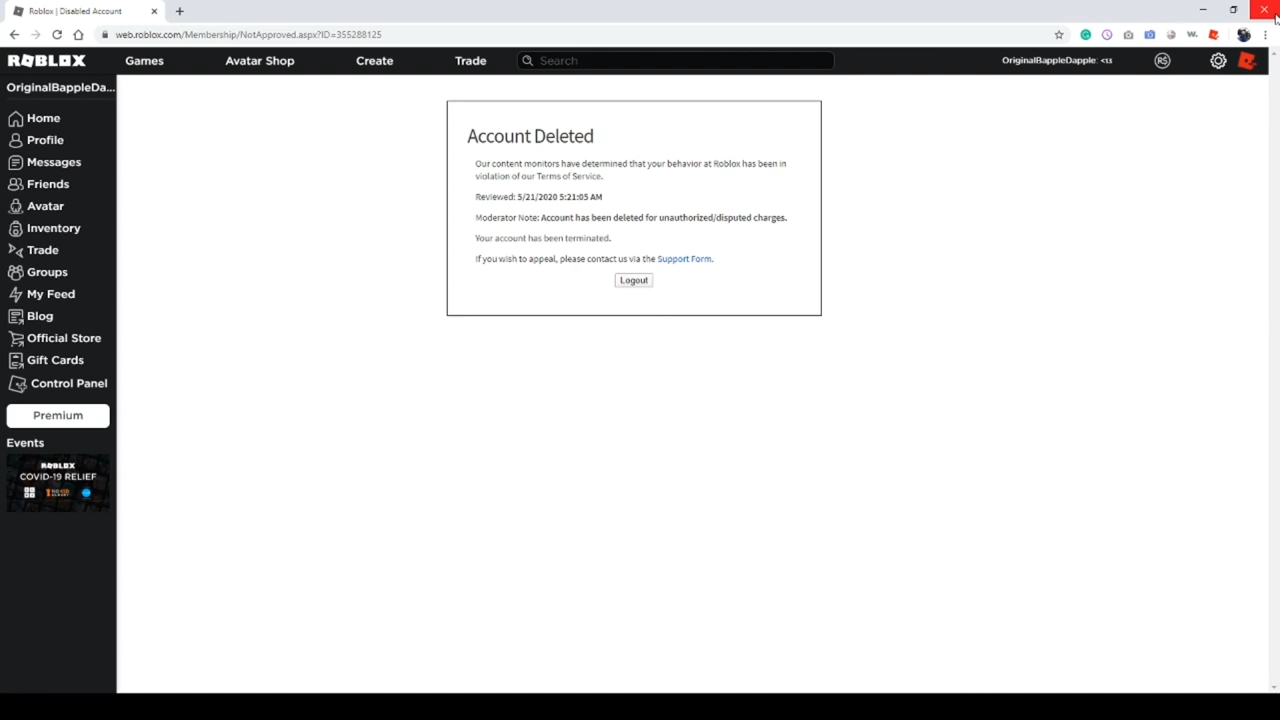 Roblox | Disabled Account
web.roblox.com/Membership/NotApproved.aspx?ID=355288125
ROBLOX Games Avatar Shop Create Trade Search OriginalBappleDapple: <13
OriginalBappleDa...
Home
Profile
Messages
Friends
Avatar
Inventory
Trade
Groups
My Feed
Blog
Official Store
Gift Cards
Control Panel
Premium
Events
ROBLOX
COVID-19 RELIEF
Account Deleted
Our content monitors have determined that your behavior at Roblox has been in
violation of our Terms of Service.
Reviewed: 5/21/2020 5:21:05 AM
Moderator Note: Account has been deleted for unauthorized/disputed charges.
Your account has been terminated.
If you wish to appeal, please contact us via the Support Form.
Logout